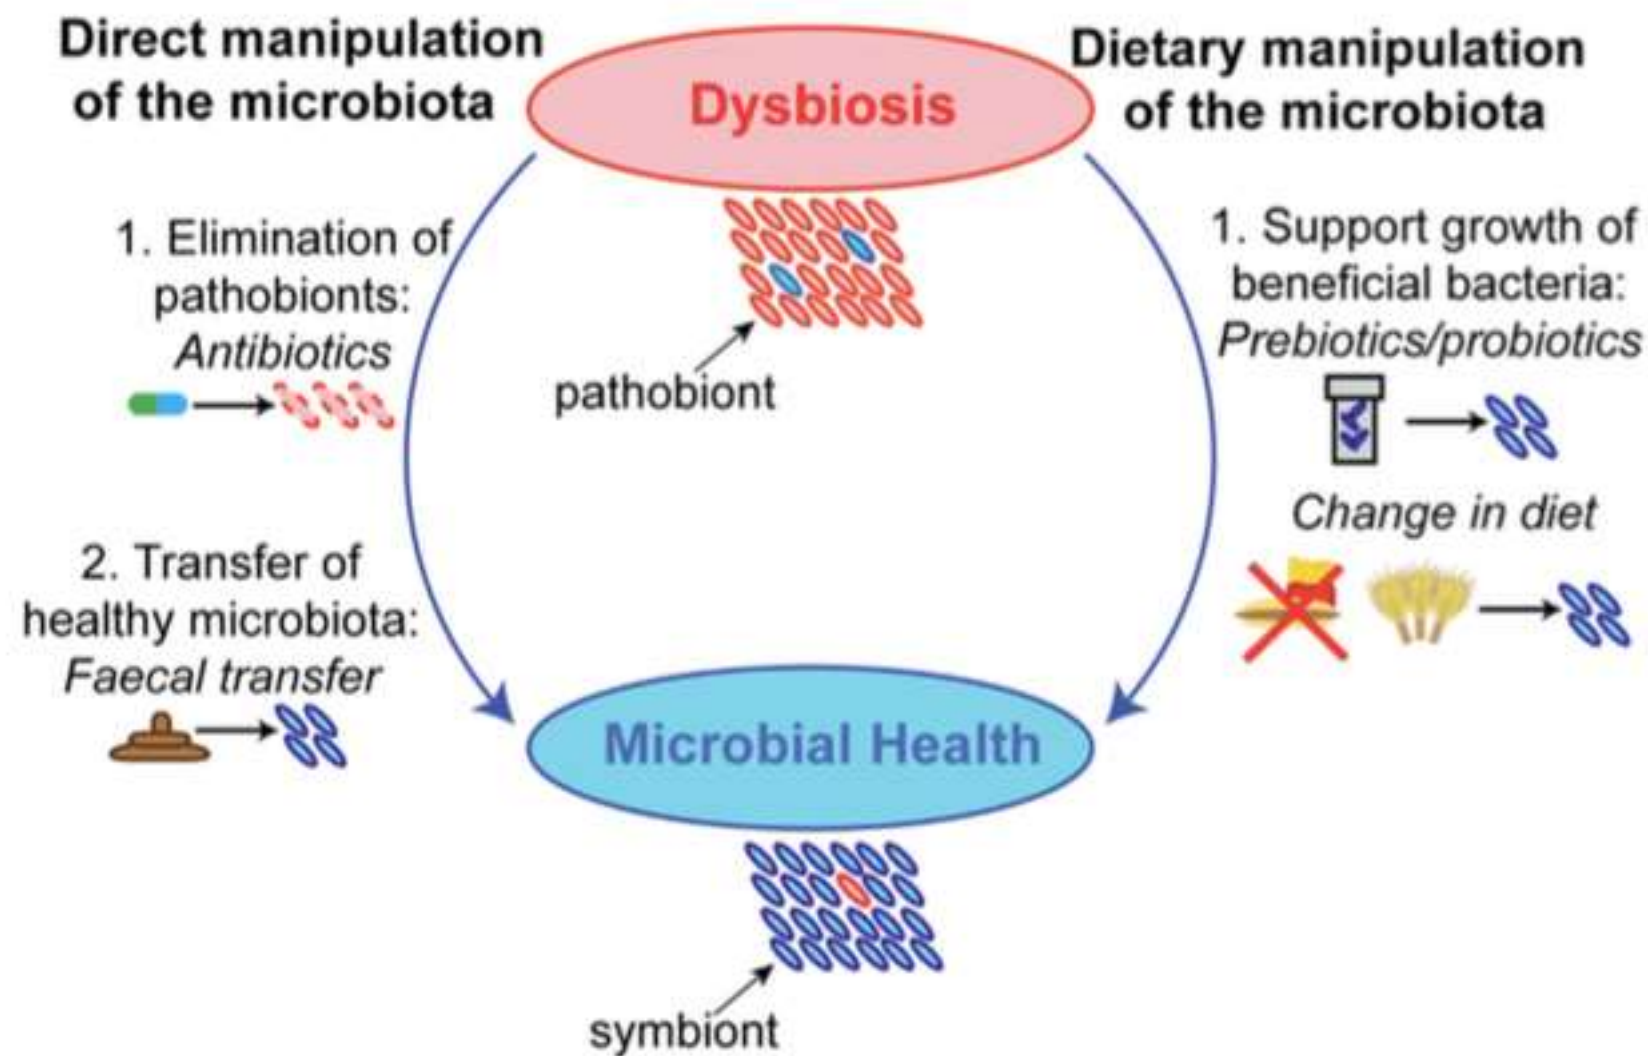 Direct manipulation
of the microbiota
Dysbiosis
Dietary manipulation
of the microbiota
1. Elimination of
pathobionts:
Antibiotics
pathobiont
1. Support growth of
beneficial bacteria:
Prebiotics/probiotics
Change in diet
2. Transfer of
healthy microbiota:
Faecal transfer
Microbial Health
symbiont